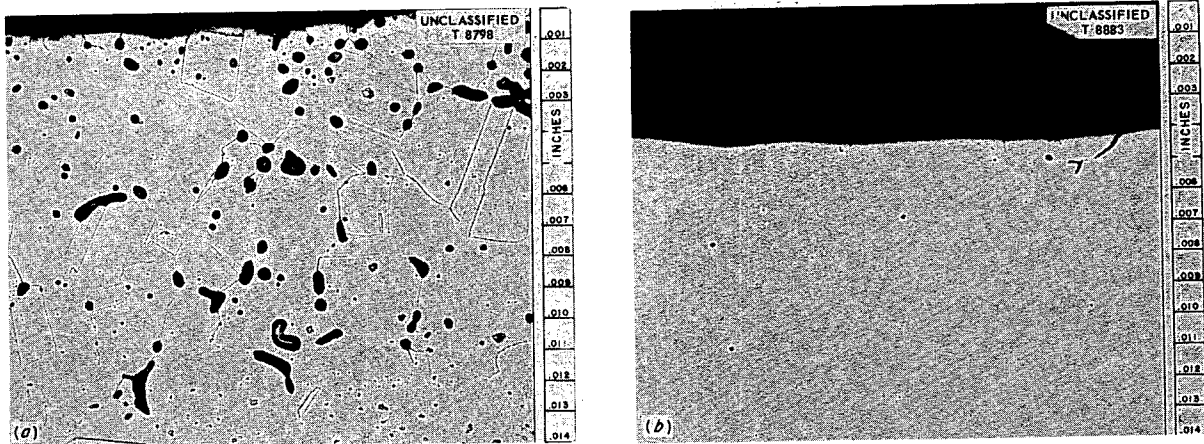 UNCLASSIFIED
T 8798
.001
.002
.003
INCHES
.006
.007
.008
.009
.010
.011
.012
.013
.014
(a)
UNCLASSIFIED
T 8883
.001
.002
.003
INCHES
.006
.007
.008
.009
.010
.011
.012
.013
(b)